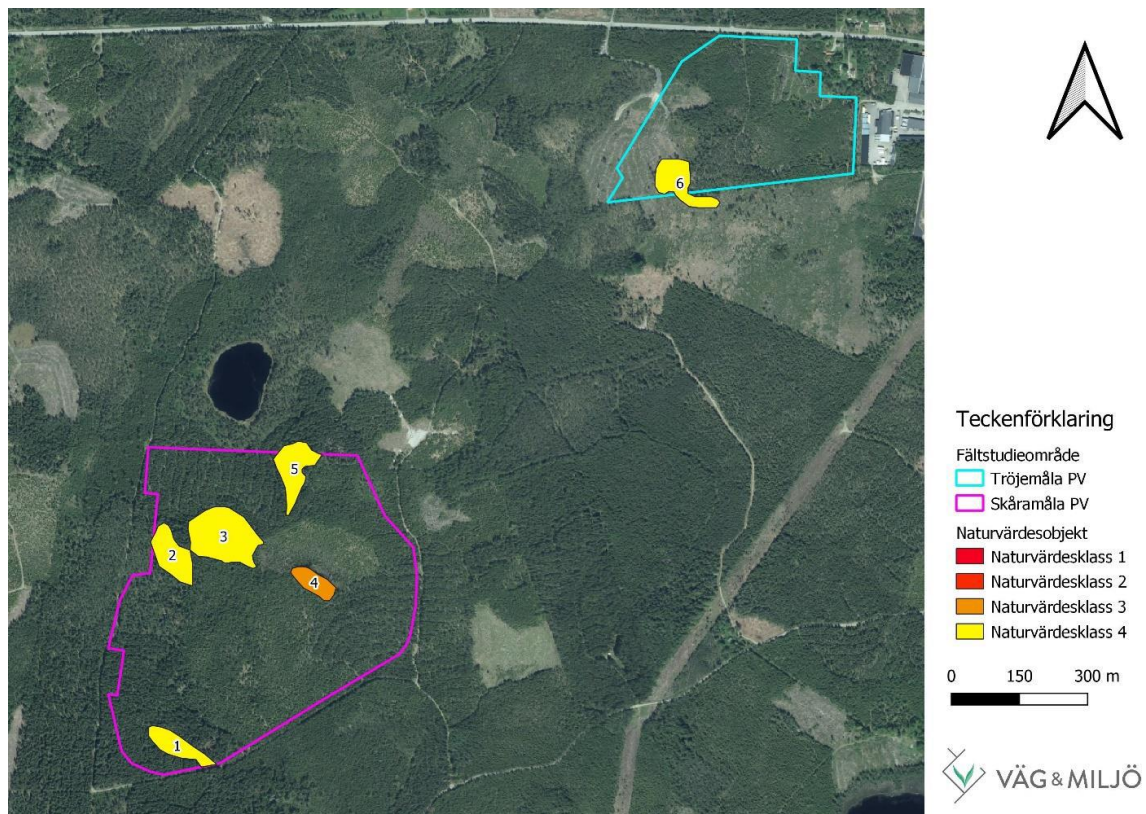 6
5
3
2
4
1
Teckenförklaring
Fältstudieområde
Tröjemåla PV
Skåramåla PV
Naturvärdesobjekt
Naturvärdesklass 1
Naturvärdesklass 2
Naturvärdesklass 3
Naturvärdesklass 4
0 150 300 m
VÄG & MILJÖ